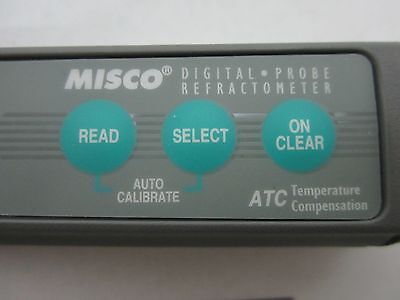 MISCO® DIGITAL • PROBE
REFRACTOMETER
READ SELECT ON
CLEAR
AUTO
CALIBRATE
ATC Temperature
Compensation